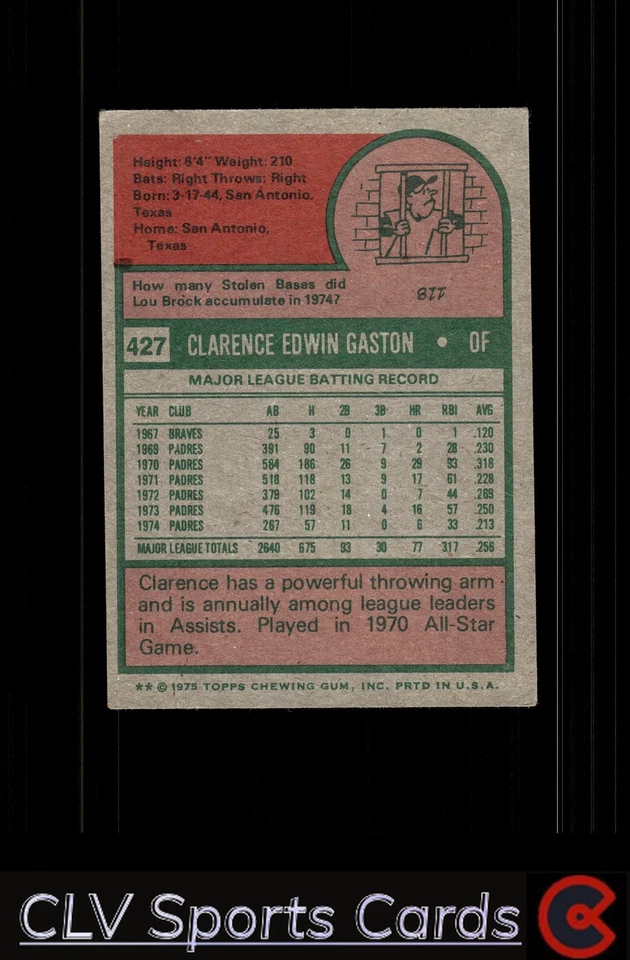 Height: 6'4" Weight: 210
Bats: Right Throws: Right
Born: 3-17-44, San Antonio,
Texas
Home: San Antonio,
Texas
How many Stolen Bases did
Lou Brock accumulate in 1974?
118
427 CLARENCE EDWIN GASTON • OF
MAJOR LEAGUE BATTING RECORD
YEAR CLUB AB H 2B 3B HR RBI AVG
1967 BRAVES 25 3 0 1 0 1 .120
1969 PADRES 391 90 11 7 2 28 .230
1970 PADRES 584 186 26 9 29 93 .318
1971 PADRES 518 118 13 9 17 61 .228
1972 PADRES 379 102 14 0 7 44 .269
1973 PADRES 476 119 18 4 16 57 .250
1974 PADRES 267 57 11 0 6 33 .213
MAJOR LEAGUE TOTALS 2640 675 93 30 77 317 .256
Clarence has a powerful throwing arm
and is annually among league leaders
in Assists. Played in 1970 All-Star
Game.
** © 1975 TOPPS CHEWING GUM, INC. PRTD IN U.S.A.
CLV Sports Cards